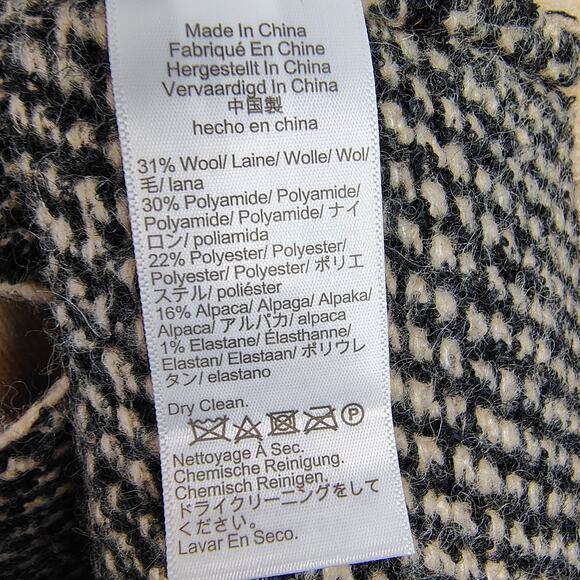 Made In China
Fabriqué En Chine
Hergestellt In China
Vervaardigd In China
中国製
hecho en china
31% Wool/ Laine/ Wolle/ Wol/
毛/ lana
30% Polyamide/ Polyamide/
Polyamide/ Polyamide/ ナイ
ロン/ poliamida
22% Polyester/ Polyester/
Polyester/ Polyester/ ポリエ
ステル/ poliéster
16% Alpaca/ Alpaga/ Alpaka/
Alpaca/ アルパカ/ alpaca
1% Elastane/ Élasthanne/
Elastan/ Elastaan/ ポリウレ
タン/ elastano
Dry Clean.
P
Nettoyage À Sec.
Chemische Reinigung.
Chemisch Reinigen.
ドライクリーニングをして
ください。
Lavar En Seco.